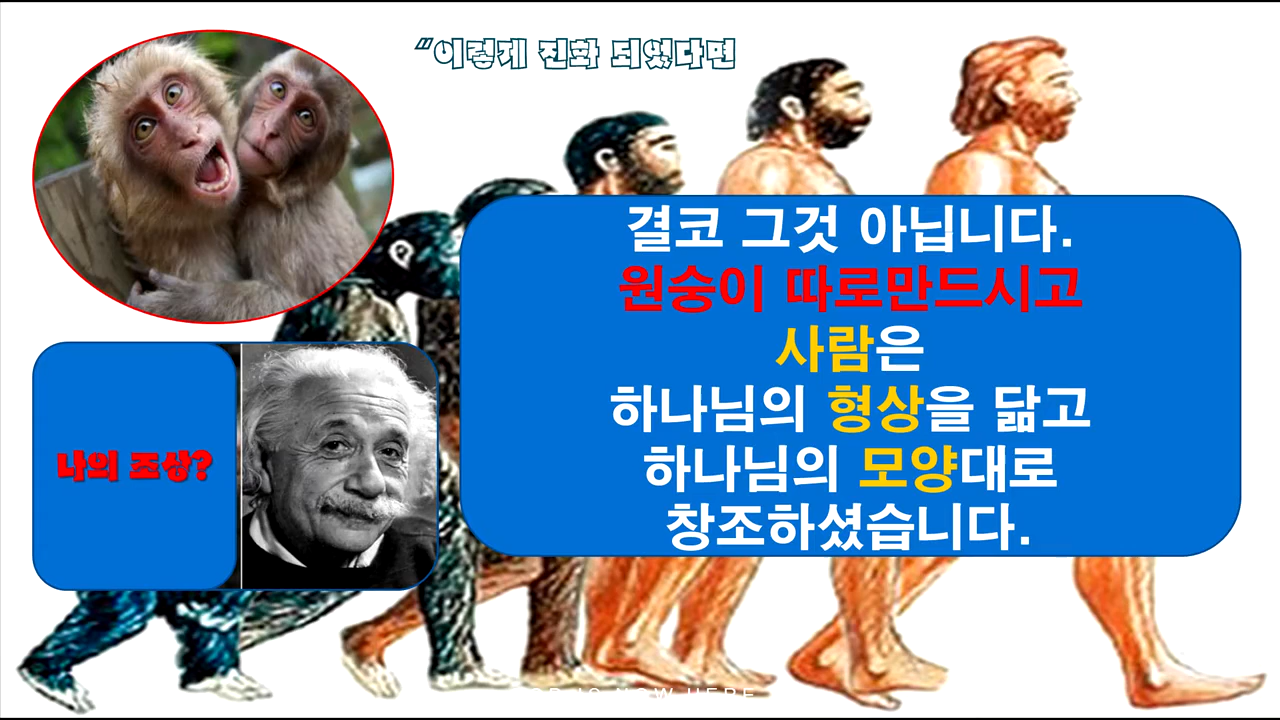 “이렇게 진화 되었다면
결코 그것 아닙니다.
원숭이 따로만드시고
사람은
하나님의 형상을 닮고
하나님의 모양대로
창조하셨습니다.
나의 조상?
NOW HERE